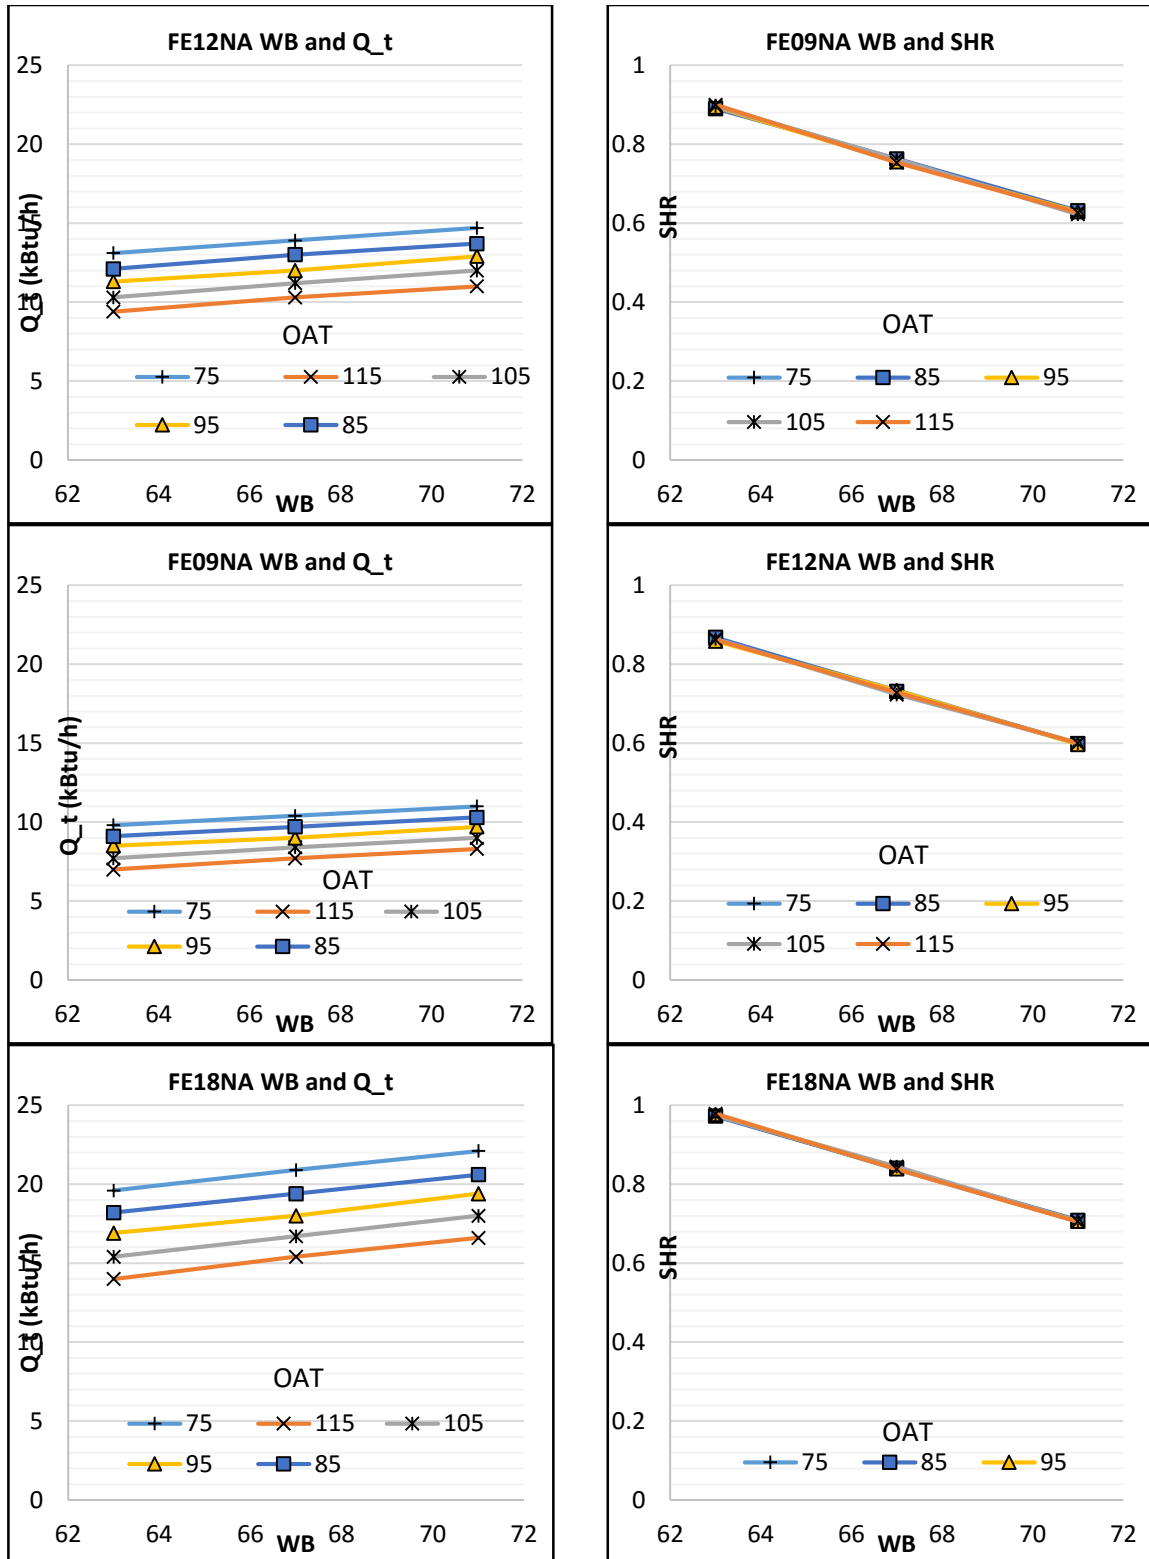 FE12NA WB and Q_t
25
20
15
10
5
0
Q_t (kBtu/h)
OAT
75 115 105
95 85
62 64 66 68 70 72
WB
FE09NA WB and SHR
1
0.8
0.6
0.4
0.2
0
SHR
OAT
75 85 95
105 115
62 64 66 68 70 72
WB
FE09NA WB and Q_t
25
20
15
10
5
0
Q_t (kBtu/h)
OAT
75 115 105
95 85
62 64 66 68 70 72
WB
FE12NA WB and SHR
1
0.8
0.6
0.4
0.2
0
SHR
OAT
75 85 95
105 115
62 64 66 68 70 72
WB
FE18NA WB and Q_t
25
20
15
10
5
0
Q_t (kBtu/h)
OAT
75 115 105
95 85
62 64 66 68 70 72
WB
FE18NA WB and SHR
1
0.8
0.6
0.4
0.2
0
SHR
OAT
75 85 95
62 64 66 68 70 72
WB